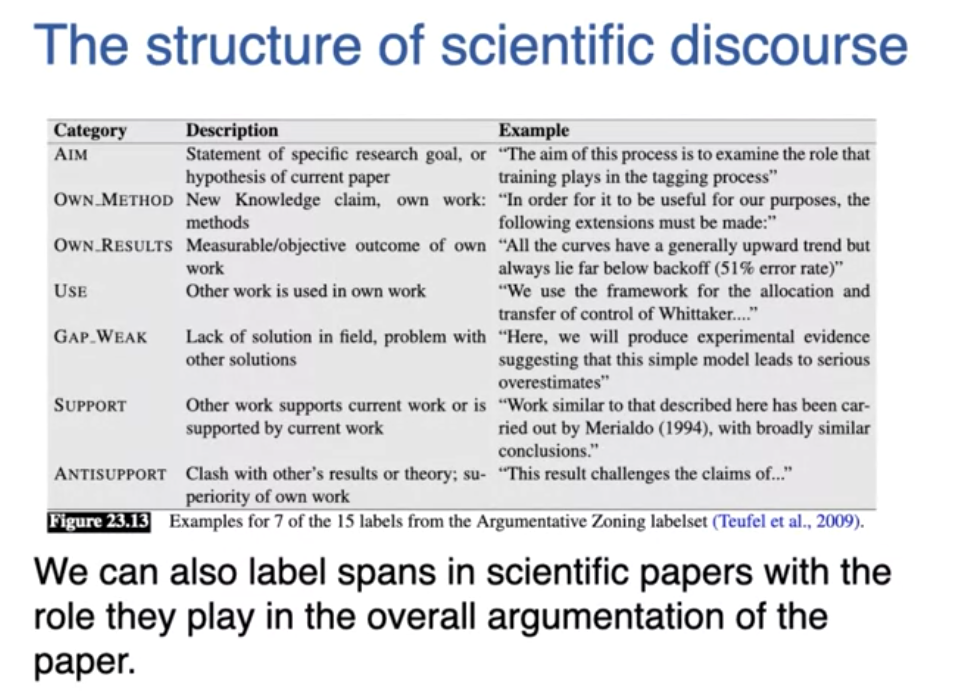 The structure of scientific discourse
Category Description Example
AIM Statement of specific research goal, or “The aim of this process is to examine the role that
hypothesis of current paper training plays in the tagging process”
OWN_METHOD New Knowledge claim, own work: “In order for it to be useful for our purposes, the
methods following extensions must be made:”
OWN_RESULTS Measurable/objective outcome of own “All the curves have a generally upward trend but
work always lie far below backoff (51% error rate)”
USE Other work is used in own work “We use the framework for the allocation and
transfer of control of Whittaker....”
GAP_WEAK Lack of solution in field, problem with “Here, we will produce experimental evidence
other solutions suggesting that this simple model leads to serious
overestimates”
SUPPORT Other work supports current work or is “Work similar to that described here has been car-
supported by current work ried out by Merialdo (1994), with broadly similar
conclusions.”
ANTISUPPORT Clash with other's results or theory; su- “This result challenges the claims of...”
periority of own work
Figure 23.13 Examples for 7 of the 15 labels from the Argumentative Zoning labelset (Teufel et al., 2009).
We can also label spans in scientific papers with the
role they play in the overall argumentation of the
paper.